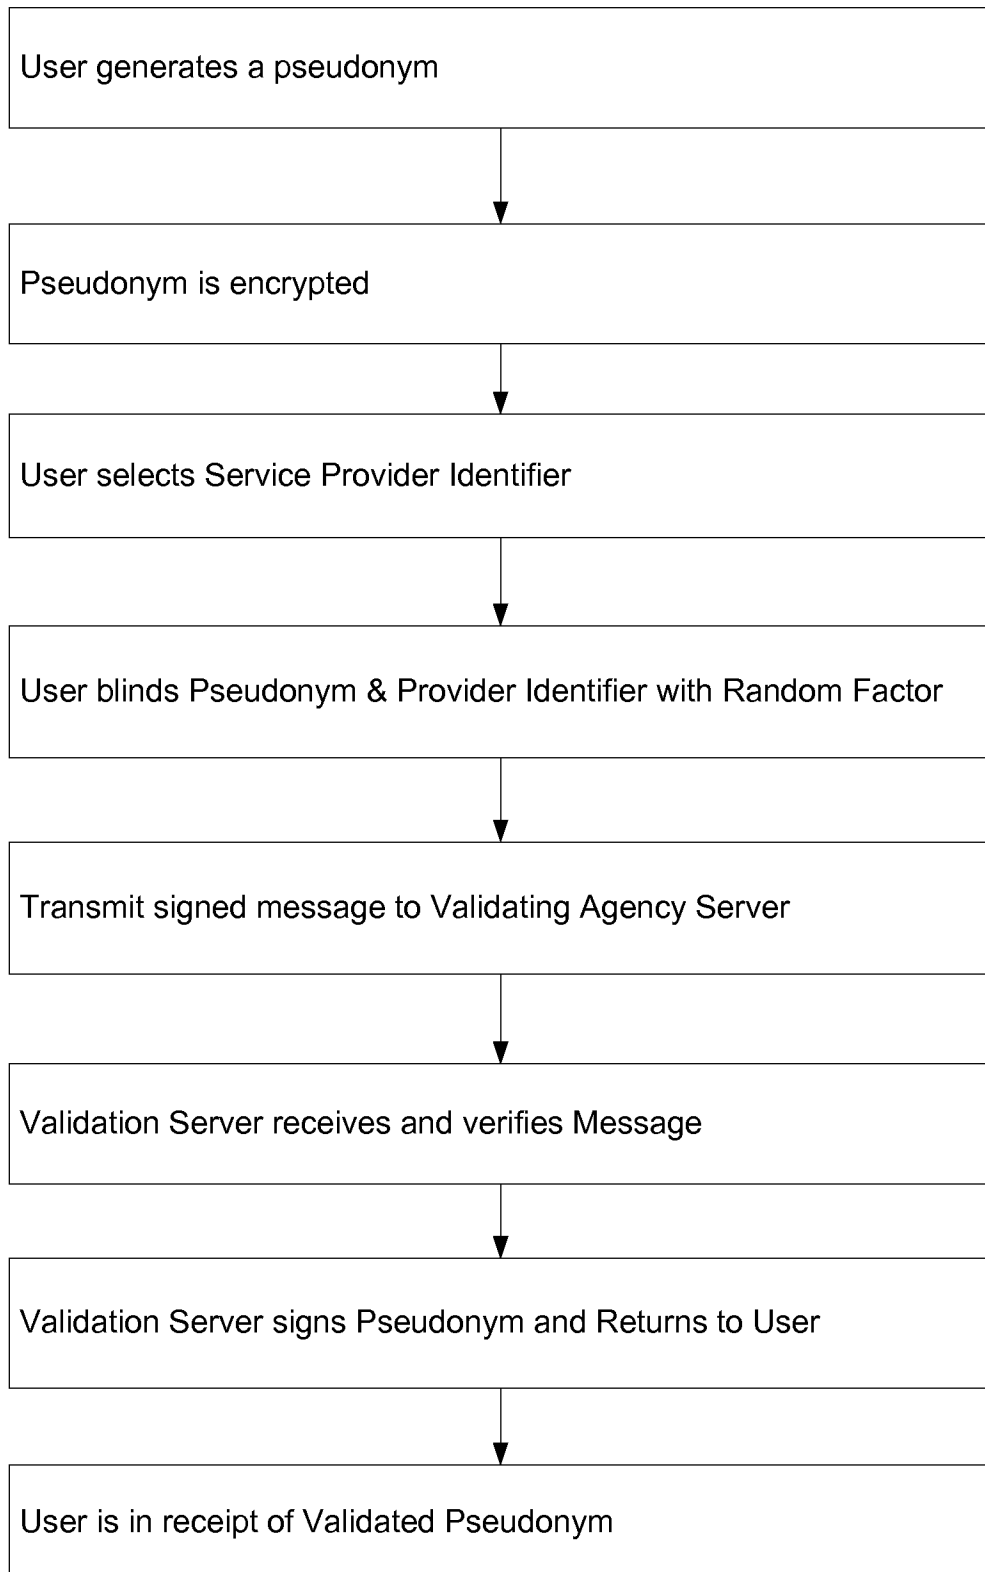 User generates a pseudonym
Pseudonym is encrypted
User selects Service Provider Identifier
User blinds Pseudonym & Provider Identifier with Random Factor
Transmit signed message to Validating Agency Server
Validation Server receives and verifies Message
Validation Server signs Pseudonym and Returns to User
User is in receipt of Validated Pseudonym